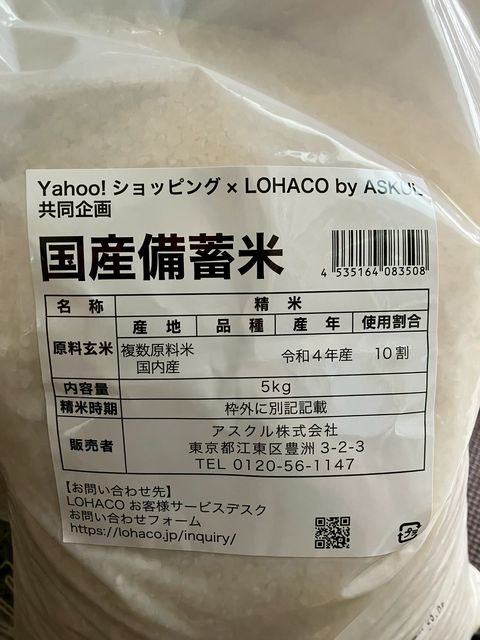 Yahoo! ショッピング × LOHACO by ASKUL
共同企画
国産備蓄米
4 535164 083508
名 称 精 米
原料玄米 産 地 品 種 産 年 使用割合
複数原料米 令和4年産 10割
国内産
内容量 5kg
精米時期 枠外に別記記載
販売者 アスクル株式会社
東京都江東区豊洲3-2-3
TEL 0120-56-1147
【お問い合わせ先】
LOHACO お客様サービスデスク
お問い合わせフォーム
https://lohaco.jp/inquiry/
プラ